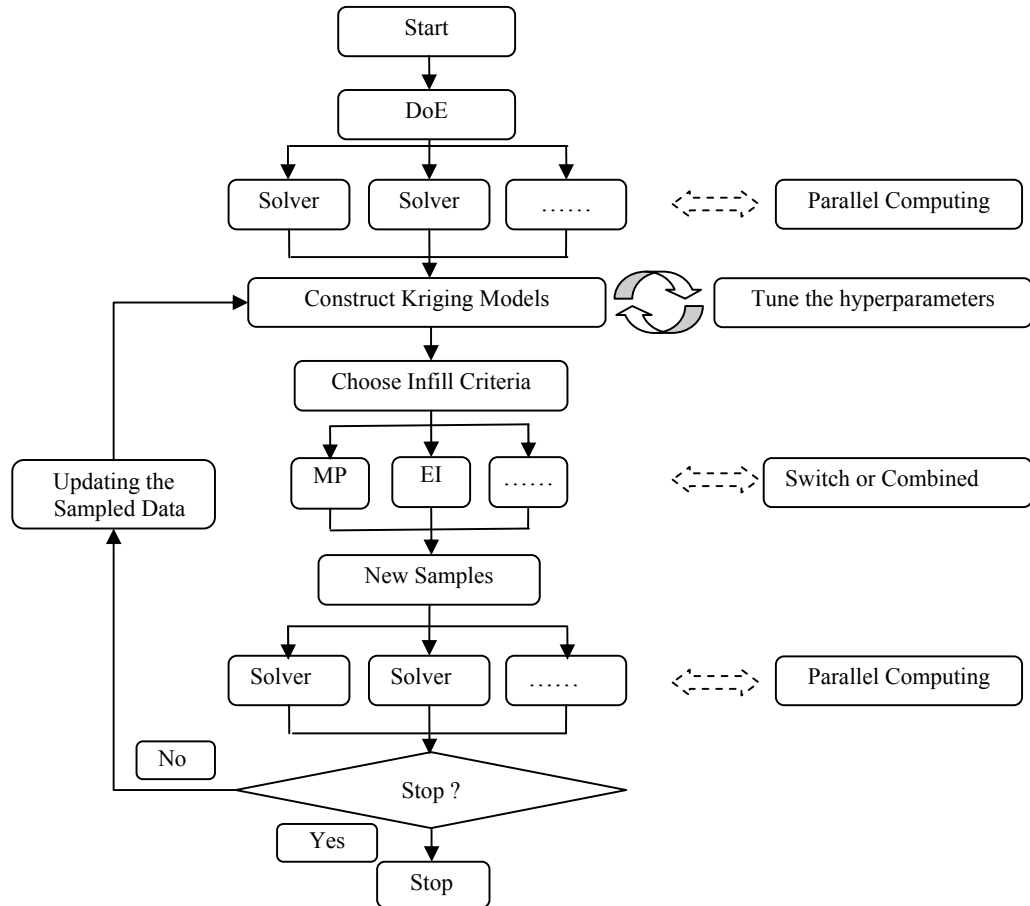 Start
DoE
Solver
Solver
……
Parallel Computing
Construct Kriging Models
Tune the hyperparameters
Choose Infill Criteria
MP
EI
……
Switch or Combined
Updating the
Sampled Data
New Samples
Solver
Solver
……
Parallel Computing
No
Stop ?
Yes
Stop